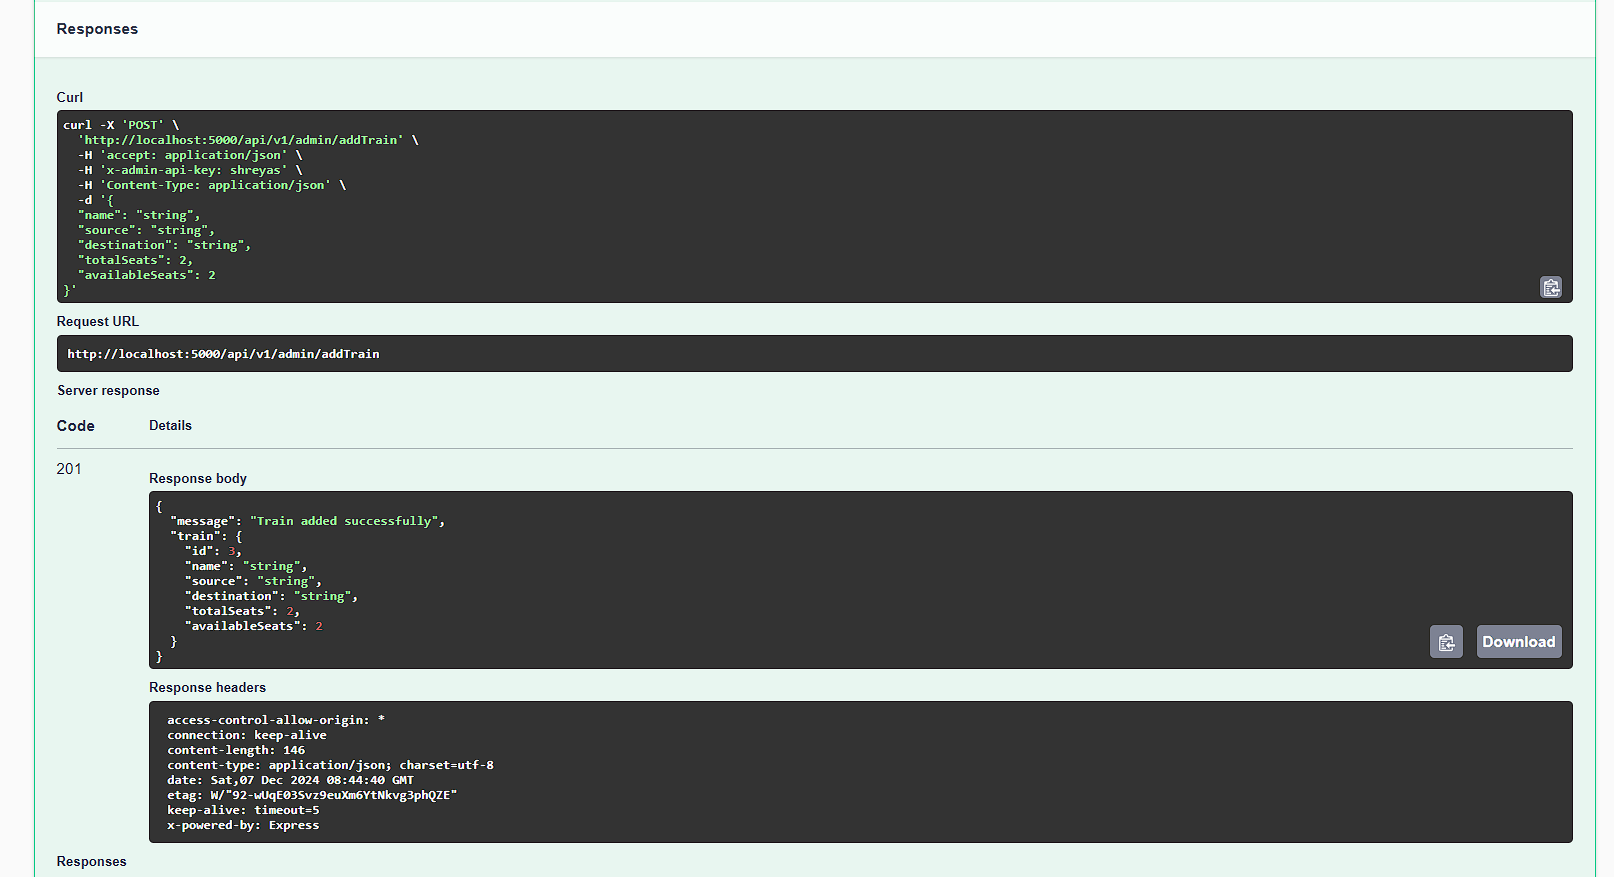 Responses
Curl
curl -X 'POST' \
  'http://localhost:5000/api/v1/admin/addTrain' \
  -H 'accept: application/json' \
  -H 'x-admin-api-key: shreyas' \
  -H 'Content-Type: application/json' \
  -d '{
  "name": "string",
  "source": "string",
  "destination": "string",
  "totalSeats": 2,
  "availableSeats": 2
}'
Request URL
http://localhost:5000/api/v1/admin/addTrain
Server response
Code Details
201
Response body
{
  "message": "Train added successfully",
  "train": {
    "id": 3,
    "name": "string",
    "source": "string",
    "destination": "string",
    "totalSeats": 2,
    "availableSeats": 2
  }
}
Download
Response headers
access-control-allow-origin: *
connection: keep-alive
content-length: 146
content-type: application/json; charset=utf-8
date: Sat,07 Dec 2024 08:44:40 GMT
etag: W/"92-wUqE03Svz9euXm6YtNkvg3phQZE"
keep-alive: timeout=5
x-powered-by: Express
Responses